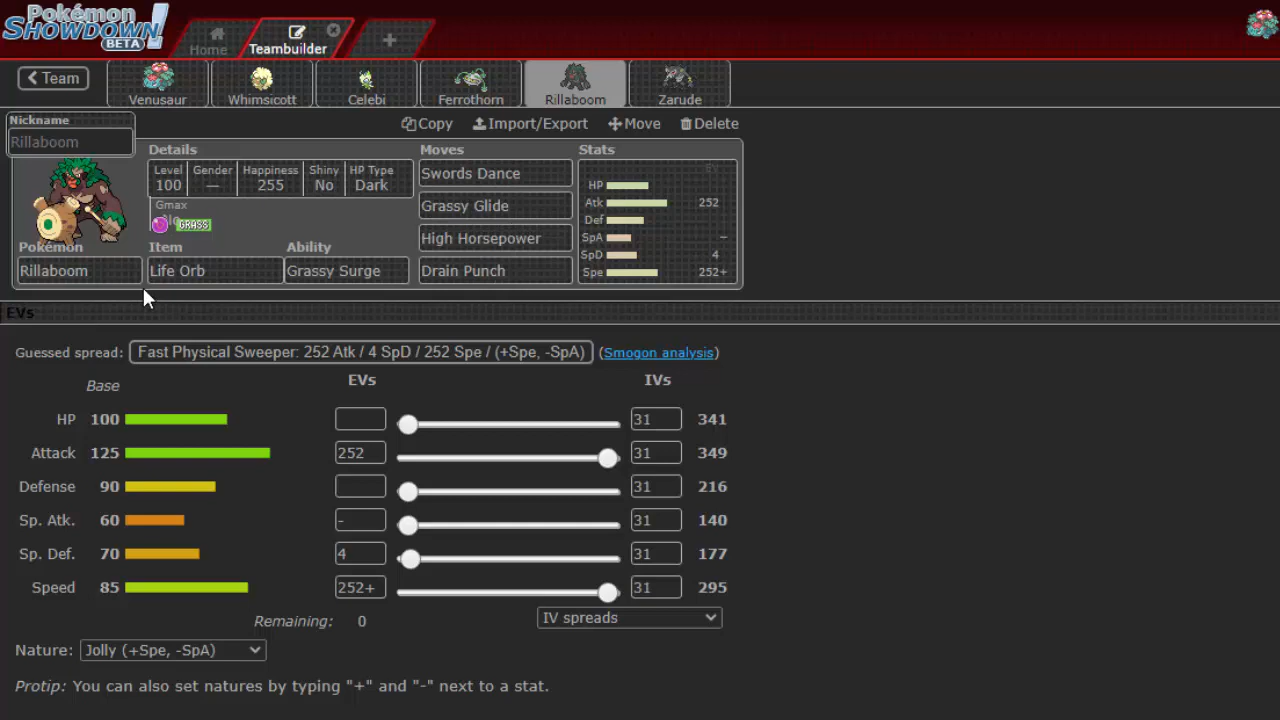 Pokémon
SHOWDOWN!
BETA
Home
Teambuilder
+
Team
Venusaur
Whimsicott
Celebi
Ferrothorn
Rillaboom
Zarude
Nickname
Rillaboom
Copy
Import/Export
Move
Delete
Details
Moves
Stats
Level
100
Gender
—
Happiness
255
Shiny
No
HP Type
Dark
Gmax
GRASS
Swords Dance
Grassy Glide
High Horsepower
Drain Punch
EV
HP
Atk 252
Def
SpA –
SpD 4
Spe 252+
Pokémon
Rillaboom
Item
Life Orb
Ability
Grassy Surge
EVs
Guessed spread: Fast Physical Sweeper: 252 Atk / 4 SpD / 252 Spe / (+Spe, -SpA) (Smogon analysis)
Base EVs IVs
HP 100 31 341
Attack 125 252 31 349
Defense 90 31 216
Sp. Atk. 60 - 31 140
Sp. Def. 70 4 31 177
Speed 85 252+ 31 295
Remaining: 0 IV spreads
Nature: Jolly (+Spe, -SpA)
Protip: You can also set natures by typing "+" and "-" next to a stat.